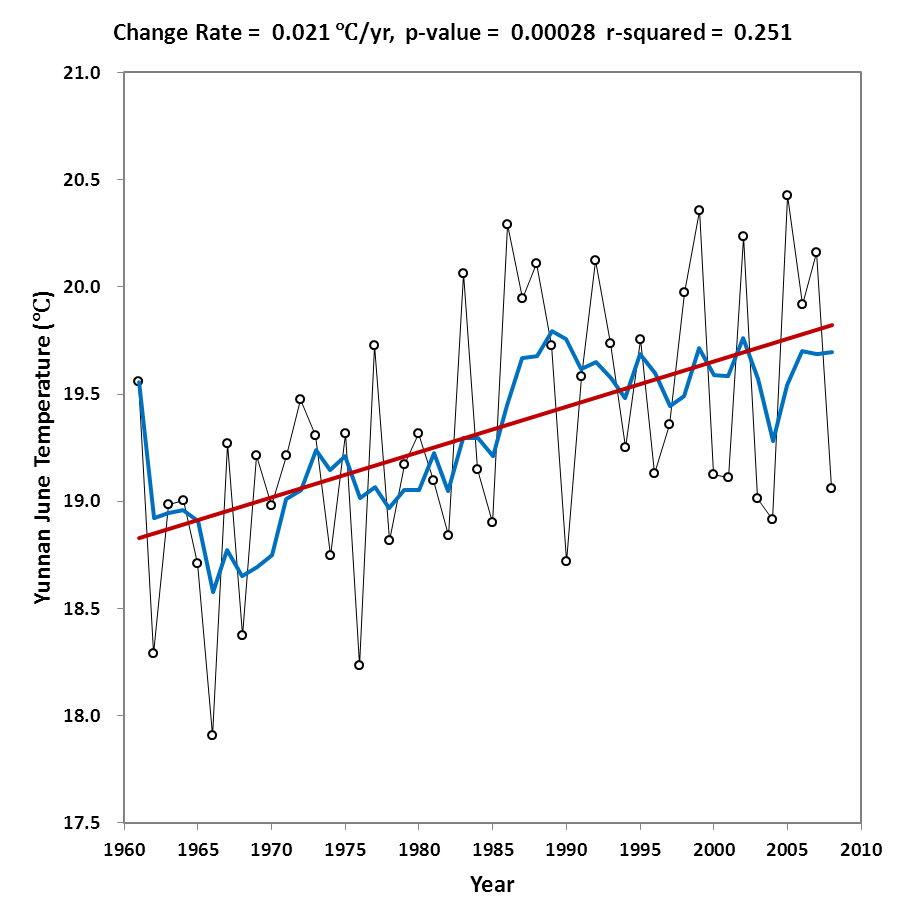 Change Rate = 0.021 °C/yr, p-value = 0.00028 r-squared = 0.251
21.0
20.5
20.0
19.5
19.0
18.5
18.0
17.5
Yunnan June Temperature (°C)
1960 1965 1970 1975 1980 1985 1990 1995 2000 2005 2010
Year